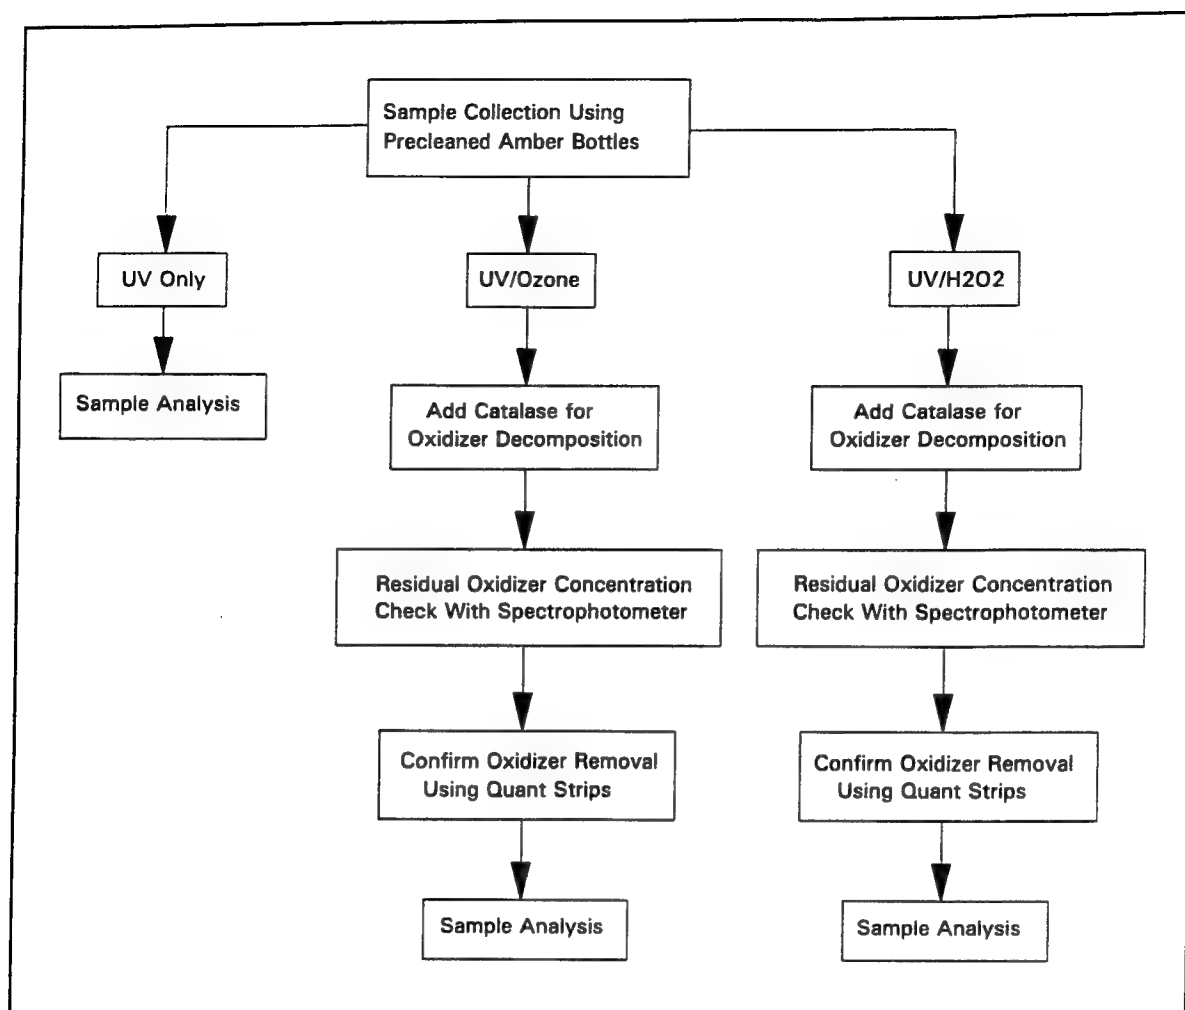 Sample Collection Using
Precleaned Amber Bottles
UV Only
UV/Ozone
UV/H2O2
Sample Analysis
Add Catalase for
Oxidizer Decomposition
Add Catalase for
Oxidizer Decomposition
Residual Oxidizer Concentration
Check With Spectrophotometer
Residual Oxidizer Concentration
Check With Spectrophotometer
Confirm Oxidizer Removal
Using Quant Strips
Confirm Oxidizer Removal
Using Quant Strips
Sample Analysis
Sample Analysis